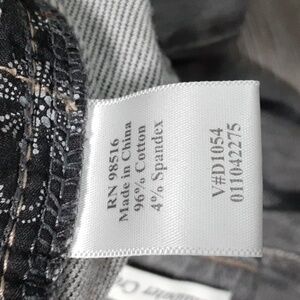 RN 98516
Made in China
96% Cotton
4% Spandex
V#D1054
011042275